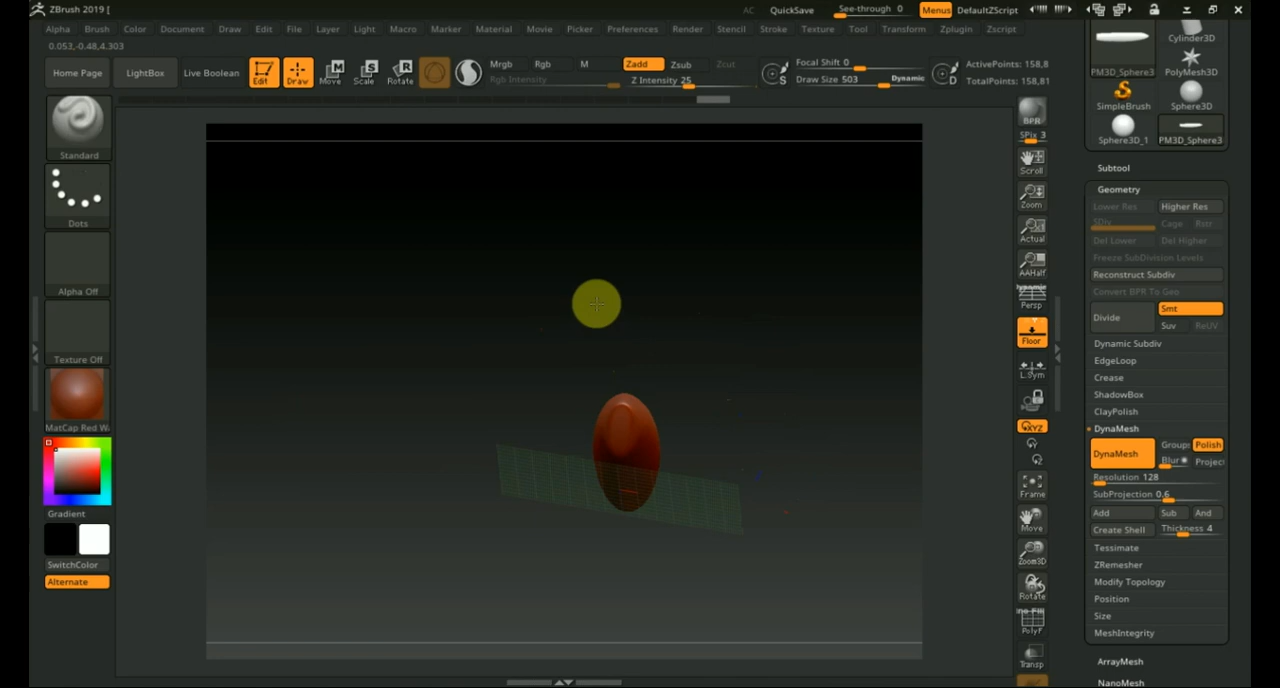 ZBrush 2019 [
AC QuickSave See-through 0 Menus DefaultZScript
Alpha Brush Color Document Draw Edit File Layer Light Macro Marker Material Movie Picker Preferences Render Stencil Stroke Texture Tool Transform Zplugin Zscript
0.053,-0.48,4.303
Home Page LightBox Live Boolean Edit Draw Move Scale Rotate
Mrgb Rgb M Zadd Zsub Zcut
Rgb Intensity Z Intensity 25
Focal Shift 0
Draw Size 503 Dynamic
ActivePoints: 158,8
TotalPoints: 158,81
Standard
Dots
Alpha Off
Texture Off
MatCap Red W
Gradient
SwitchColor
Alternate
BPR
SPix 3
Scroll
Zoom
Actual
AAHalf
Dynamic
Persp
Floor
L.Sym
XYZ
Frame
Move
Zoom3D
Rotate
PolyF
Transp
Cylinder3D
PM3D_Sphere3 PolyMesh3D
SimpleBrush Sphere3D
Sphere3D_1 PM3D_Sphere3
Subtool
Geometry
Lower Res Higher Res
SDiv Cage Rstr
Del Lower Del Higher
Freeze SubDivision Levels
Reconstruct Subdiv
Convert BPR To Geo
Divide Smt
Suv ReUV
Dynamic Subdiv
EdgeLoop
Crease
ShadowBox
ClayPolish
DynaMesh
DynaMesh Groups Polish
Blur Projec
Resolution 128
SubProjection 0.6
Add Sub And
Create Shell Thickness 4
Tessimate
ZRemesher
Modify Topology
Position
Size
MeshIntegrity
ArrayMesh
NanoMesh